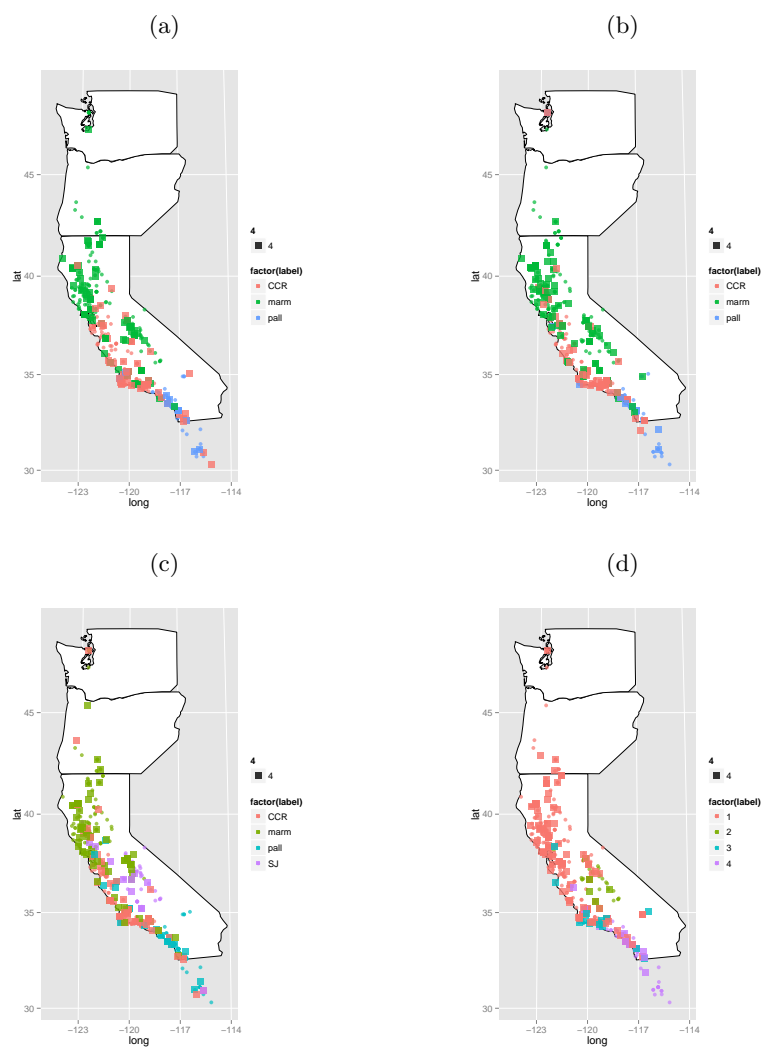 (a)
(b)
45
40
35
30
lat
−123 −120 −117 −114
long
4
4
factor(label)
CCR
marm
pall
45
40
35
30
lat
−123 −120 −117 −114
long
4
4
factor(label)
CCR
marm
pall
(c)
(d)
45
40
35
30
lat
−123 −120 −117 −114
long
4
4
factor(label)
CCR
marm
pall
SJ
45
40
35
30
lat
−123 −120 −117 −114
long
4
4
factor(label)
1
2
3
4